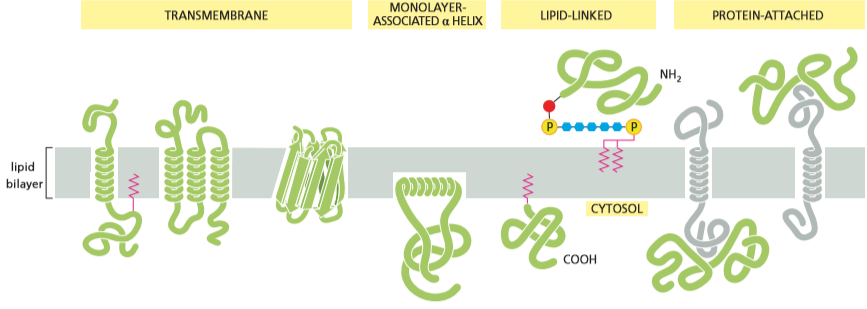 TRANSMEMBRANE
MONOLAYER-
ASSOCIATED α HELIX
LIPID-LINKED
PROTEIN-ATTACHED
NH₂
P
P
lipid
bilayer
CYTOSOL
COOH